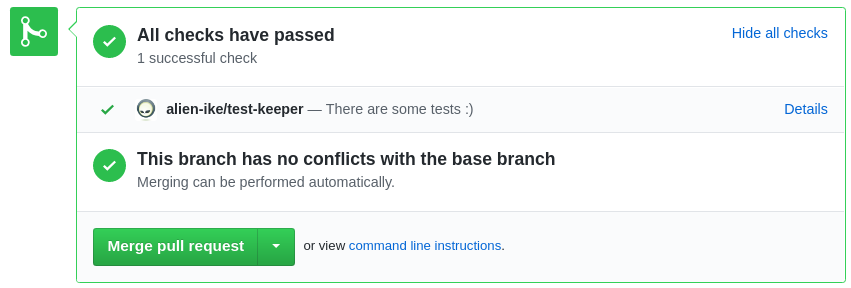 All checks have passed
Hide all checks
1 successful check
alien-ike/test-keeper — There are some tests :)
Details
This branch has no conflicts with the base branch
Merging can be performed automatically.
Merge pull request
or view command line instructions.